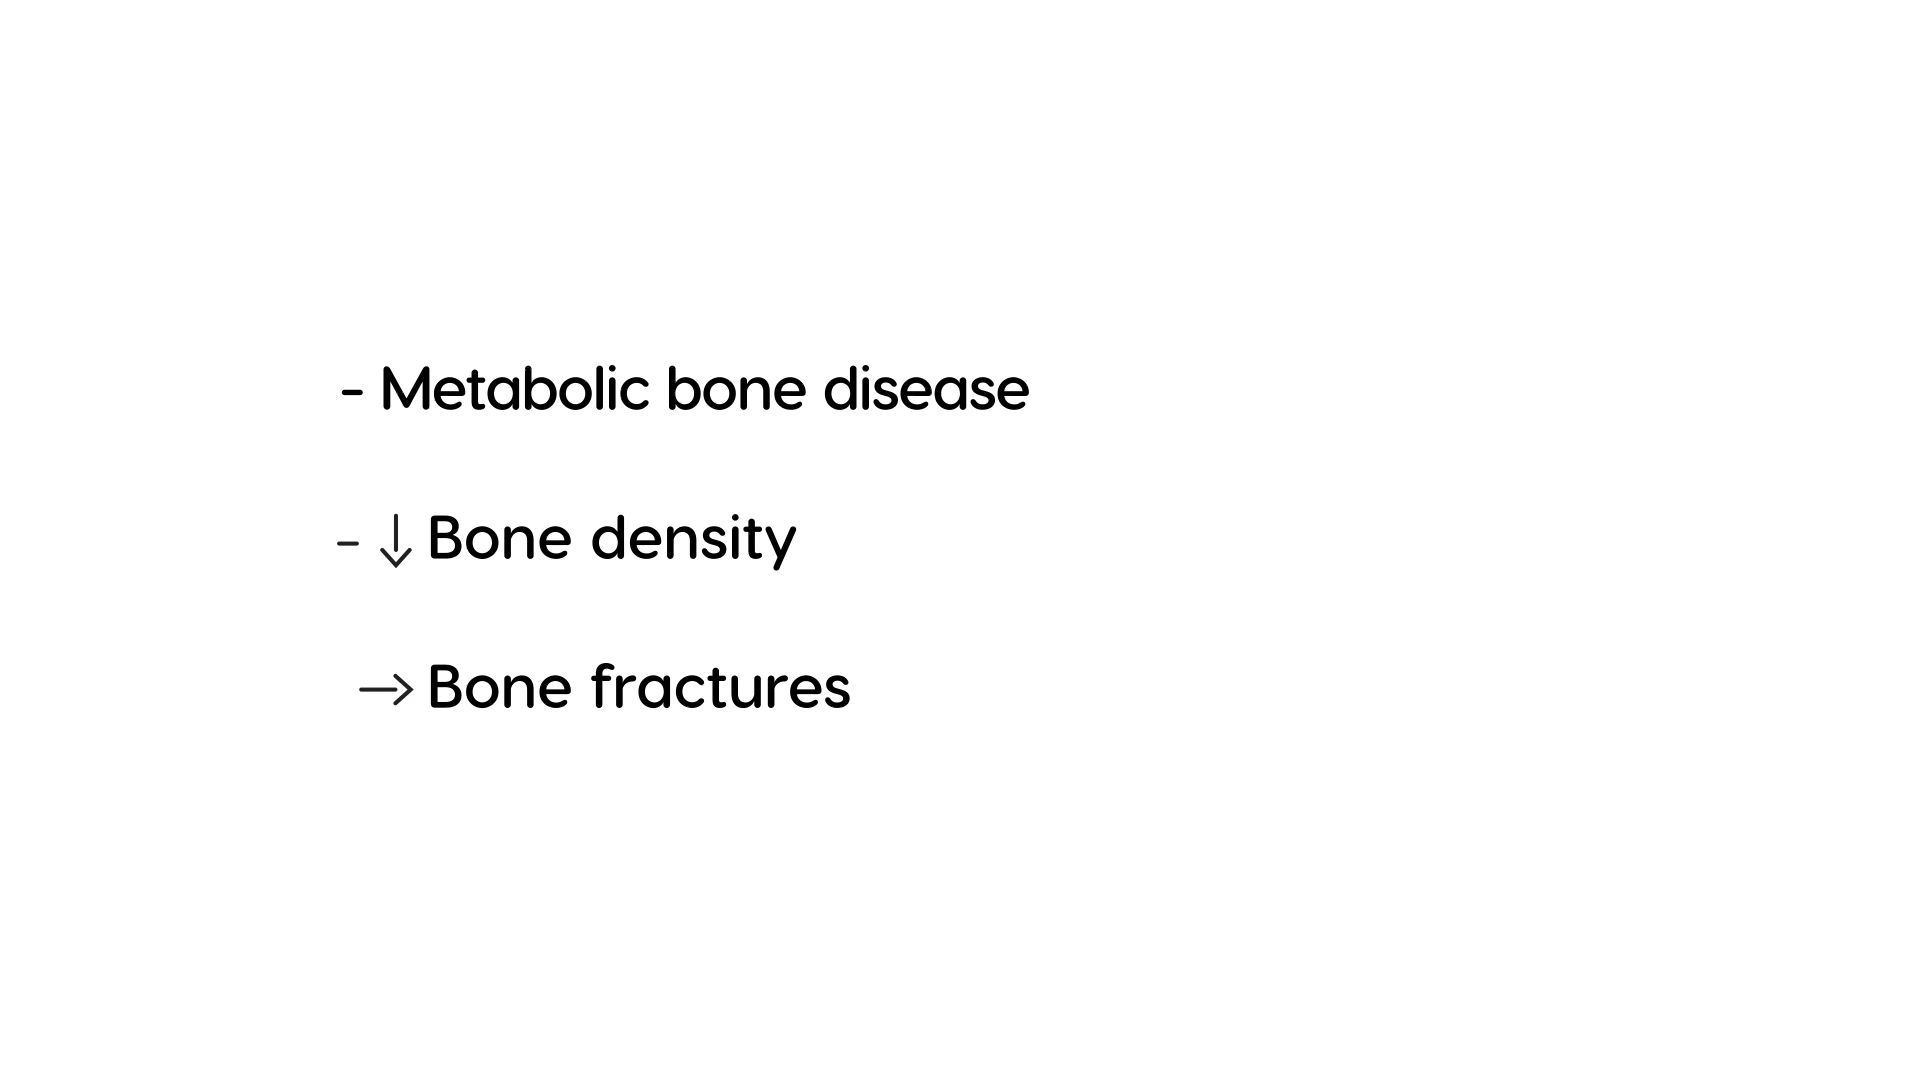 - Metabolic bone disease
- ↓ Bone density
→ Bone fractures